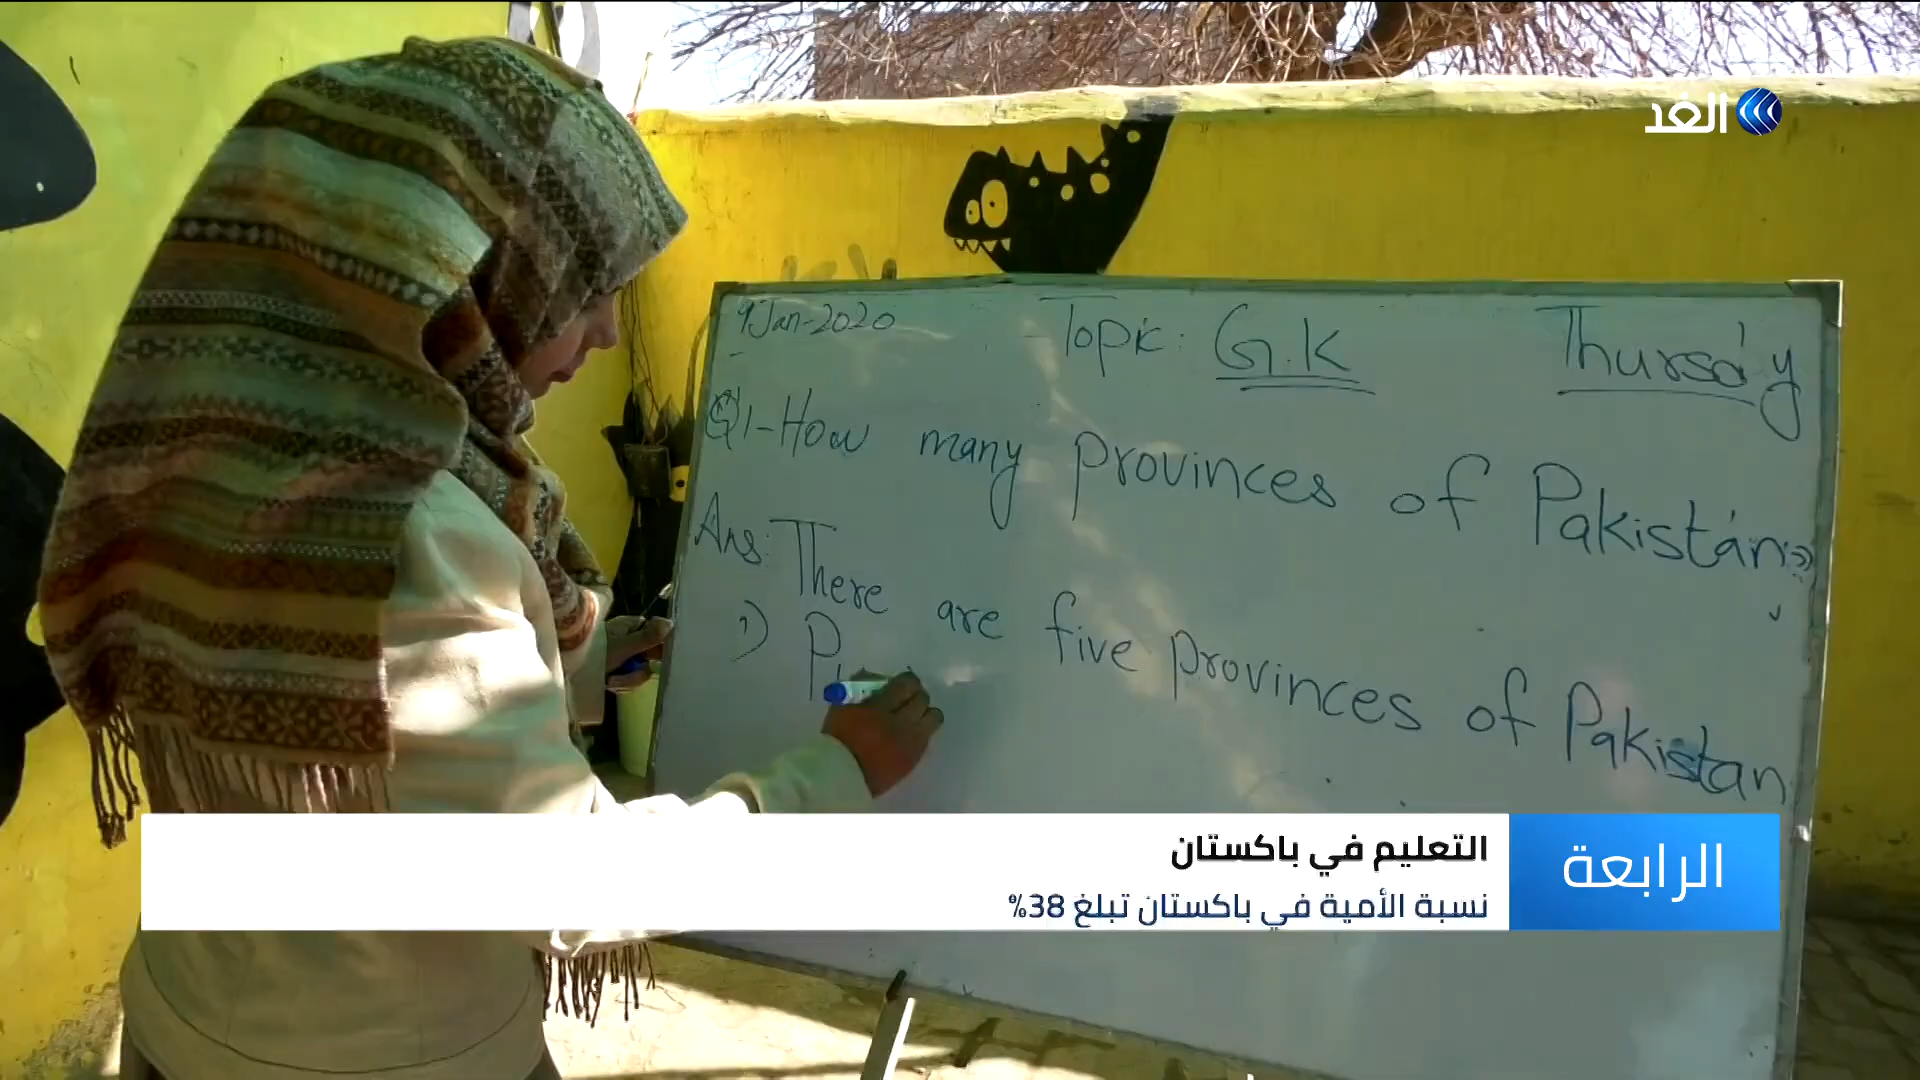 الغد
9 Jan-2020 Topic: G.K Thursday
Q1-How many provinces of Pakistan?
Ans: There are five provinces of Pakistan
1) P
الرابعة
التعليم في باكستان
نسبة الأمية في باكستان تبلغ 38%